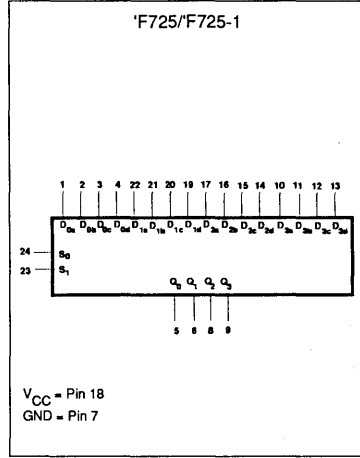 'F725/'F725-1
1 2 3 4 22 21 20 19 17 16 15 14 10 11 12 13
D0a D0b D0c D0d D1a D1b D1c D1d D2a D2b D2c D2d D3a D3b D3c D3d
24 S0
23 S1
Q0 Q1 Q2 Q3
5 6 8 9
VCC = Pin 18
GND = Pin 7